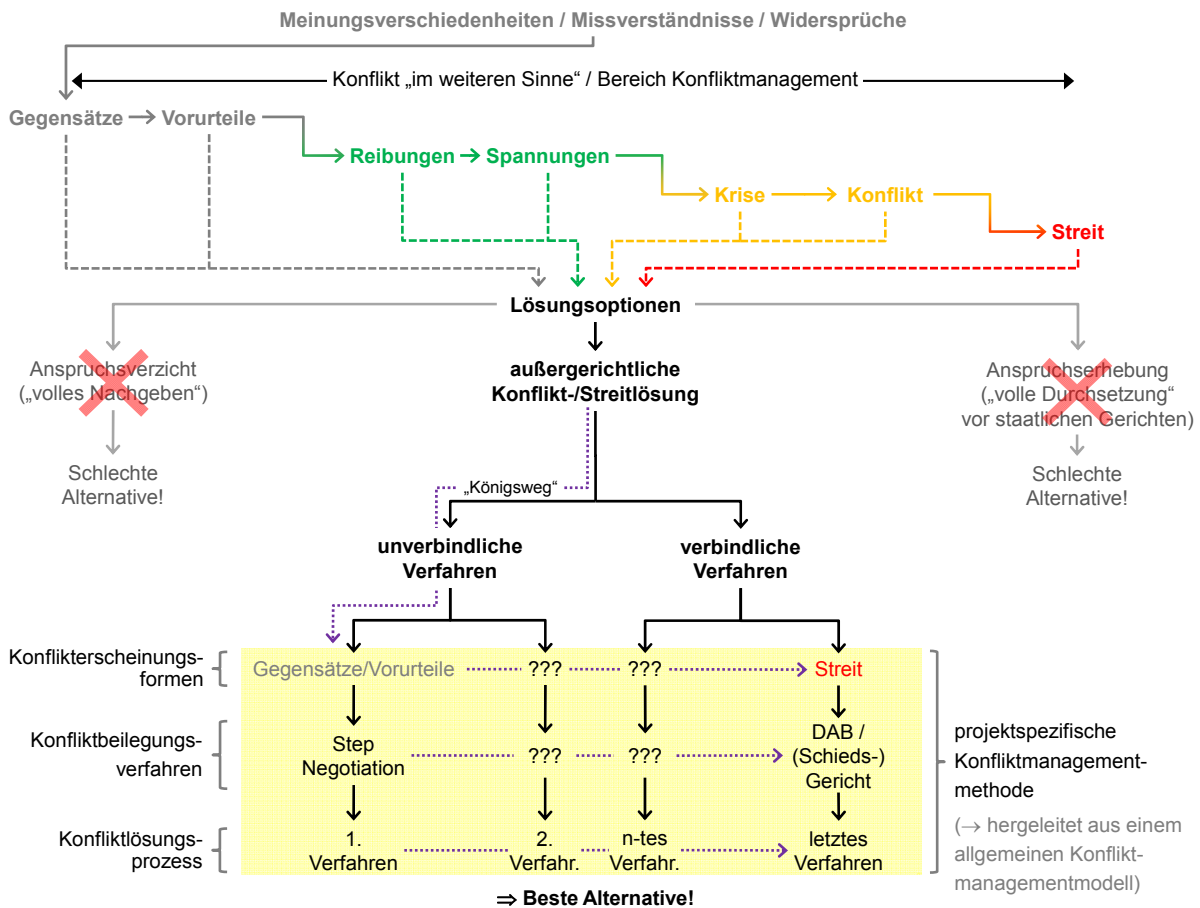 Meinungsverschiedenheiten / Missverständnisse / Widersprüche
Konflikt „im weiteren Sinne“ / Bereich Konfliktmanagement
Gegensätze
Vorurteile
Reibungen
Spannungen
Krise
Konflikt
Streit
Lösungsoptionen
Anspruchsverzicht
(„volles Nachgeben“)
außergerichtliche
Konflikt-/Streitlösung
Anspruchserhebung
(„volle Durchsetzung“
vor staatlichen Gerichten)
Schlechte
Alternative!
Schlechte
Alternative!
„Königsweg“
unverbindliche
Verfahren
verbindliche
Verfahren
Konflikterscheinungs-
formen
Gegensätze/Vorurteile
???
???
Streit
Konfliktbeilegungs-
verfahren
Step
Negotiation
???
???
DAB /
(Schieds-)
Gericht
Konfliktlösungs-
prozess
1.
Verfahren
2.
Verfahr.
n-tes
Verfahr.
letztes
Verfahren
projektspezifische
Konfliktmanagement-
methode
(→ hergeleitet aus einem
allgemeinen Konflikt-
managementmodell)
⇒ Beste Alternative!